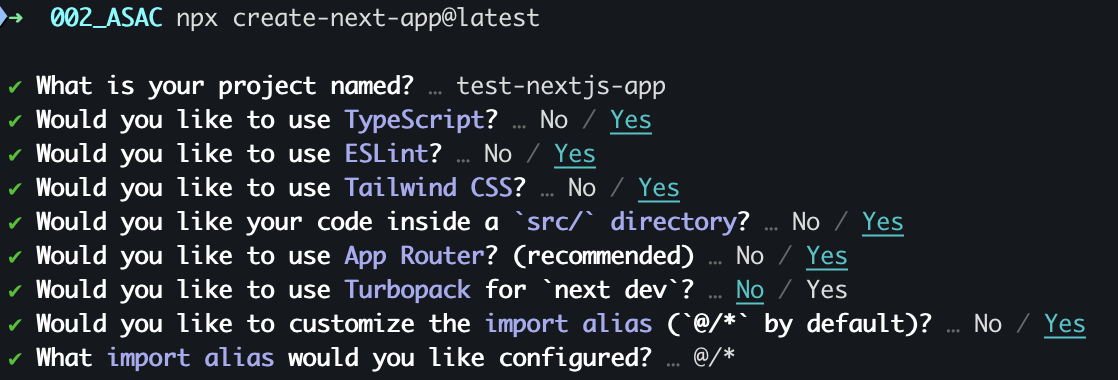 → 002_ASAC npx create-next-app@latest
✔ What is your project named? … test-nextjs-app
✔ Would you like to use TypeScript? … No / Yes
✔ Would you like to use ESLint? … No / Yes
✔ Would you like to use Tailwind CSS? … No / Yes
✔ Would you like your code inside a `src/` directory? … No / Yes
✔ Would you like to use App Router? (recommended) … No / Yes
✔ Would you like to use Turbopack for `next dev`? … No / Yes
✔ Would you like to customize the import alias (`@/*` by default)? … No / Yes
✔ What import alias would you like configured? … @/*